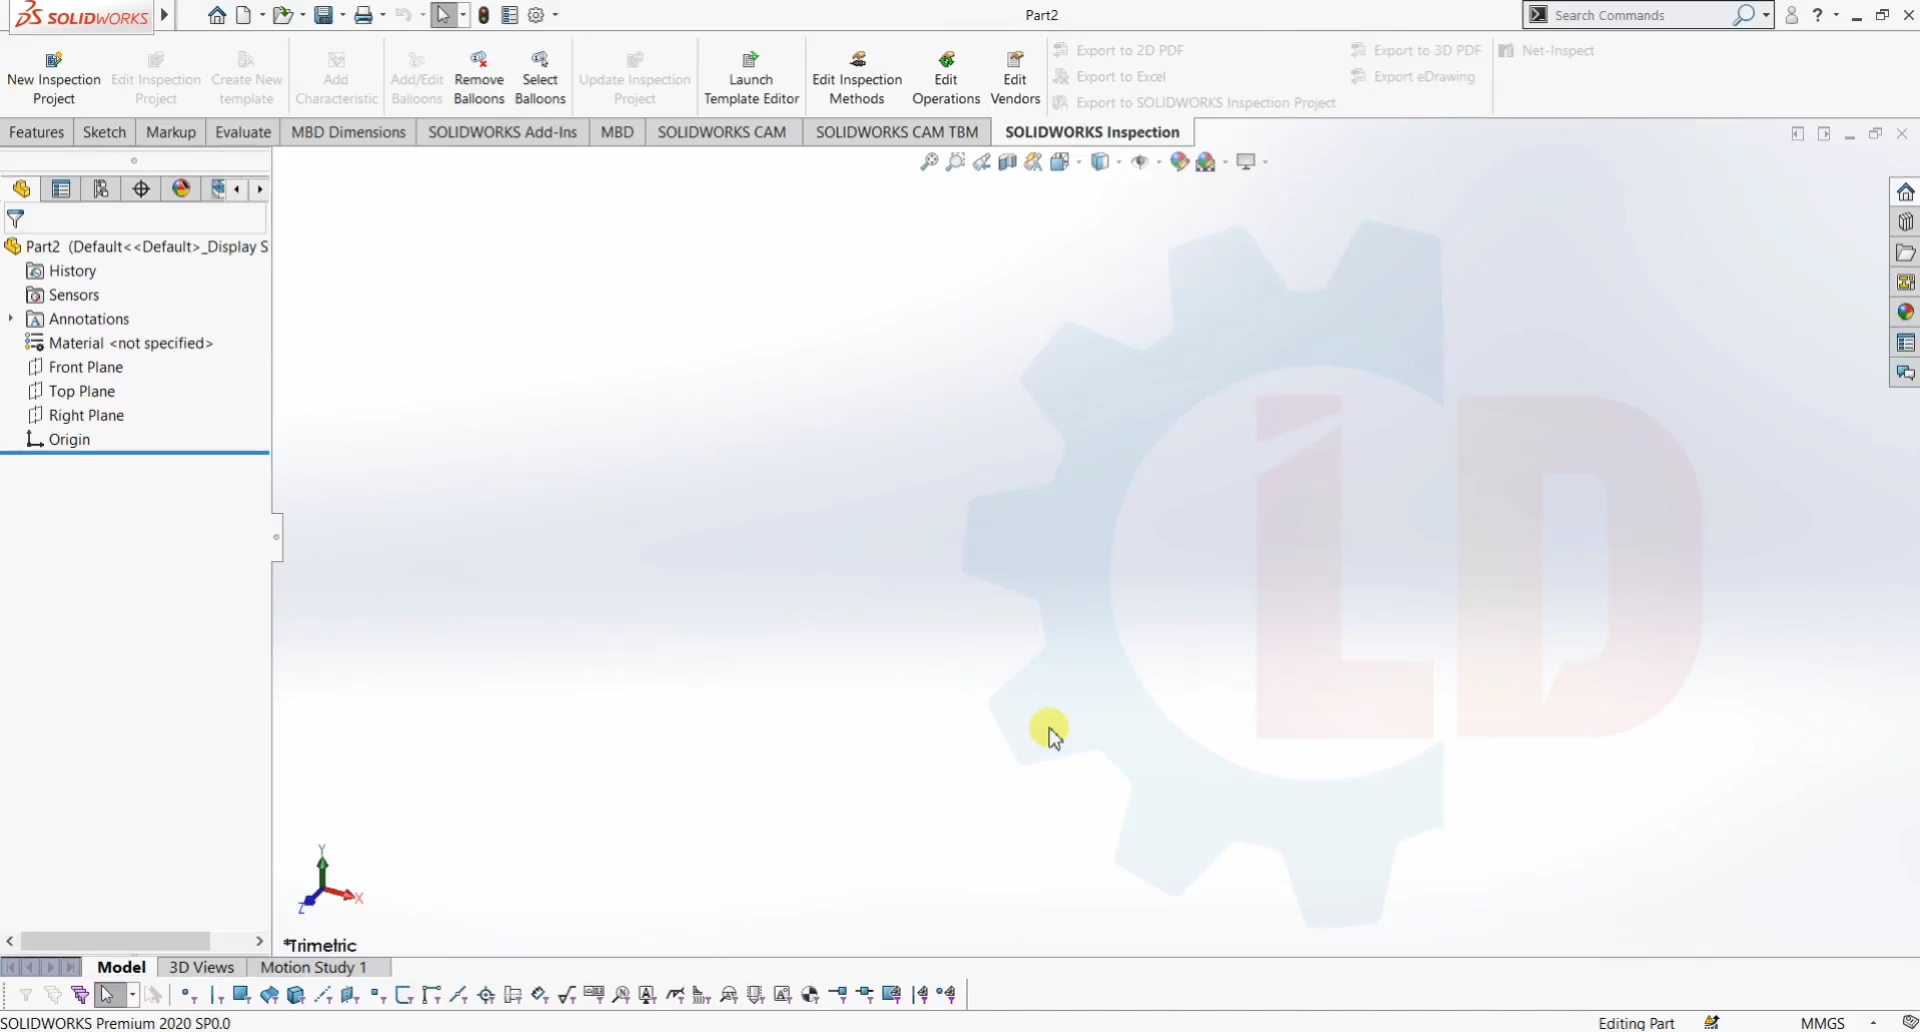 SOLIDWORKS
Part2
Search Commands
?
New Inspection Project
Edit Inspection Project
Create New template
Add Characteristic
Add/Edit Balloons
Remove Balloons
Select Balloons
Update Inspection Project
Launch Template Editor
Edit Inspection Methods
Edit Operations
Edit Vendors
Export to 2D PDF
Export to Excel
Export to SOLIDWORKS Inspection Project
Export to 3D PDF
Export eDrawing
Net-Inspect
Features
Sketch
Markup
Evaluate
MBD Dimensions
SOLIDWORKS Add-Ins
MBD
SOLIDWORKS CAM
SOLIDWORKS CAM TBM
SOLIDWORKS Inspection
Part2 (Default<<Default>_Display S
History
Sensors
Annotations
Material <not specified>
Front Plane
Top Plane
Right Plane
Origin
LD
Y
X
Z
*Trimetric
Model
3D Views
Motion Study 1
SOLIDWORKS Premium 2020 SP0.0
Editing Part
MMGS